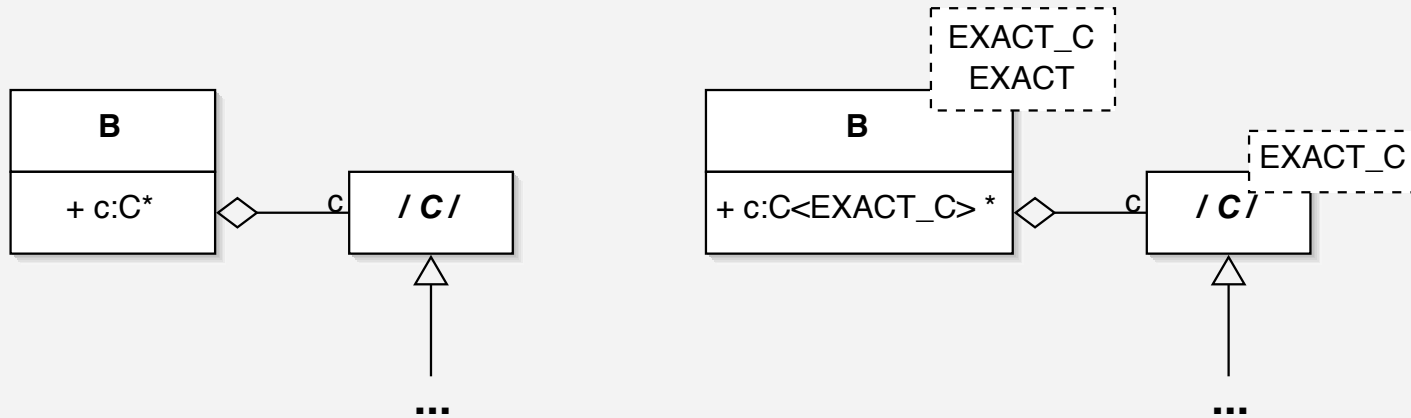 B
+ c:C*
c
/ C /
...
EXACT_C
EXACT
B
+ c:C<EXACT_C> *
c
EXACT_C
/ C /
...